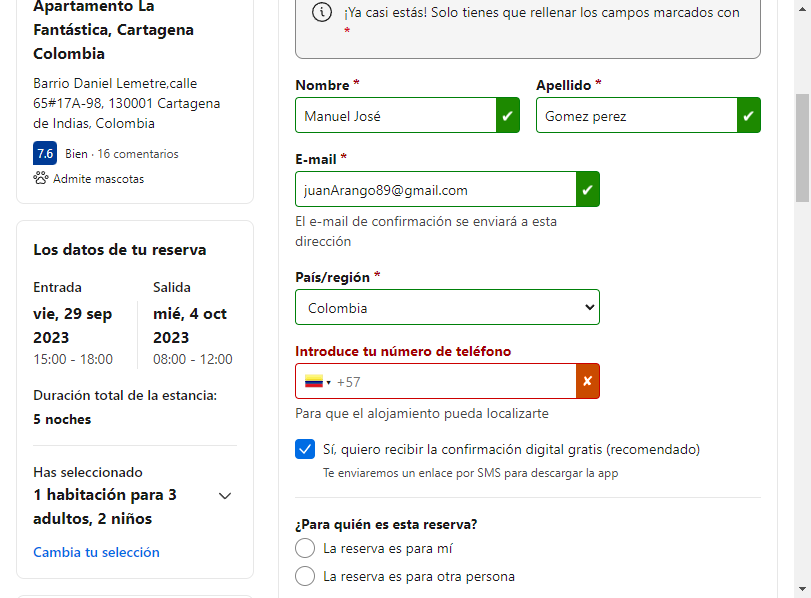 Apartamento La
Fantástica, Cartagena
Colombia
Barrio Daniel Lemetre,calle
65#17A-98, 130001 Cartagena
de Indias, Colombia
7.6 Bien · 16 comentarios
Admite mascotas
Los datos de tu reserva
Entrada
vie, 29 sep
2023
15:00 - 18:00
Salida
mié, 4 oct
2023
08:00 - 12:00
Duración total de la estancia:
5 noches
Has seleccionado
1 habitación para 3
adultos, 2 niños
Cambia tu selección
¡Ya casi estás! Solo tienes que rellenar los campos marcados con
*
Nombre *
Manuel José
Apellido *
Gomez perez
E-mail *
juanArango89@gmail.com
El e-mail de confirmación se enviará a esta
dirección
País/región *
Colombia
Introduce tu número de teléfono
+57
Para que el alojamiento pueda localizarte
Sí, quiero recibir la confirmación digital gratis (recomendado)
Te enviaremos un enlace por SMS para descargar la app
¿Para quién es esta reserva?
La reserva es para mí
La reserva es para otra persona